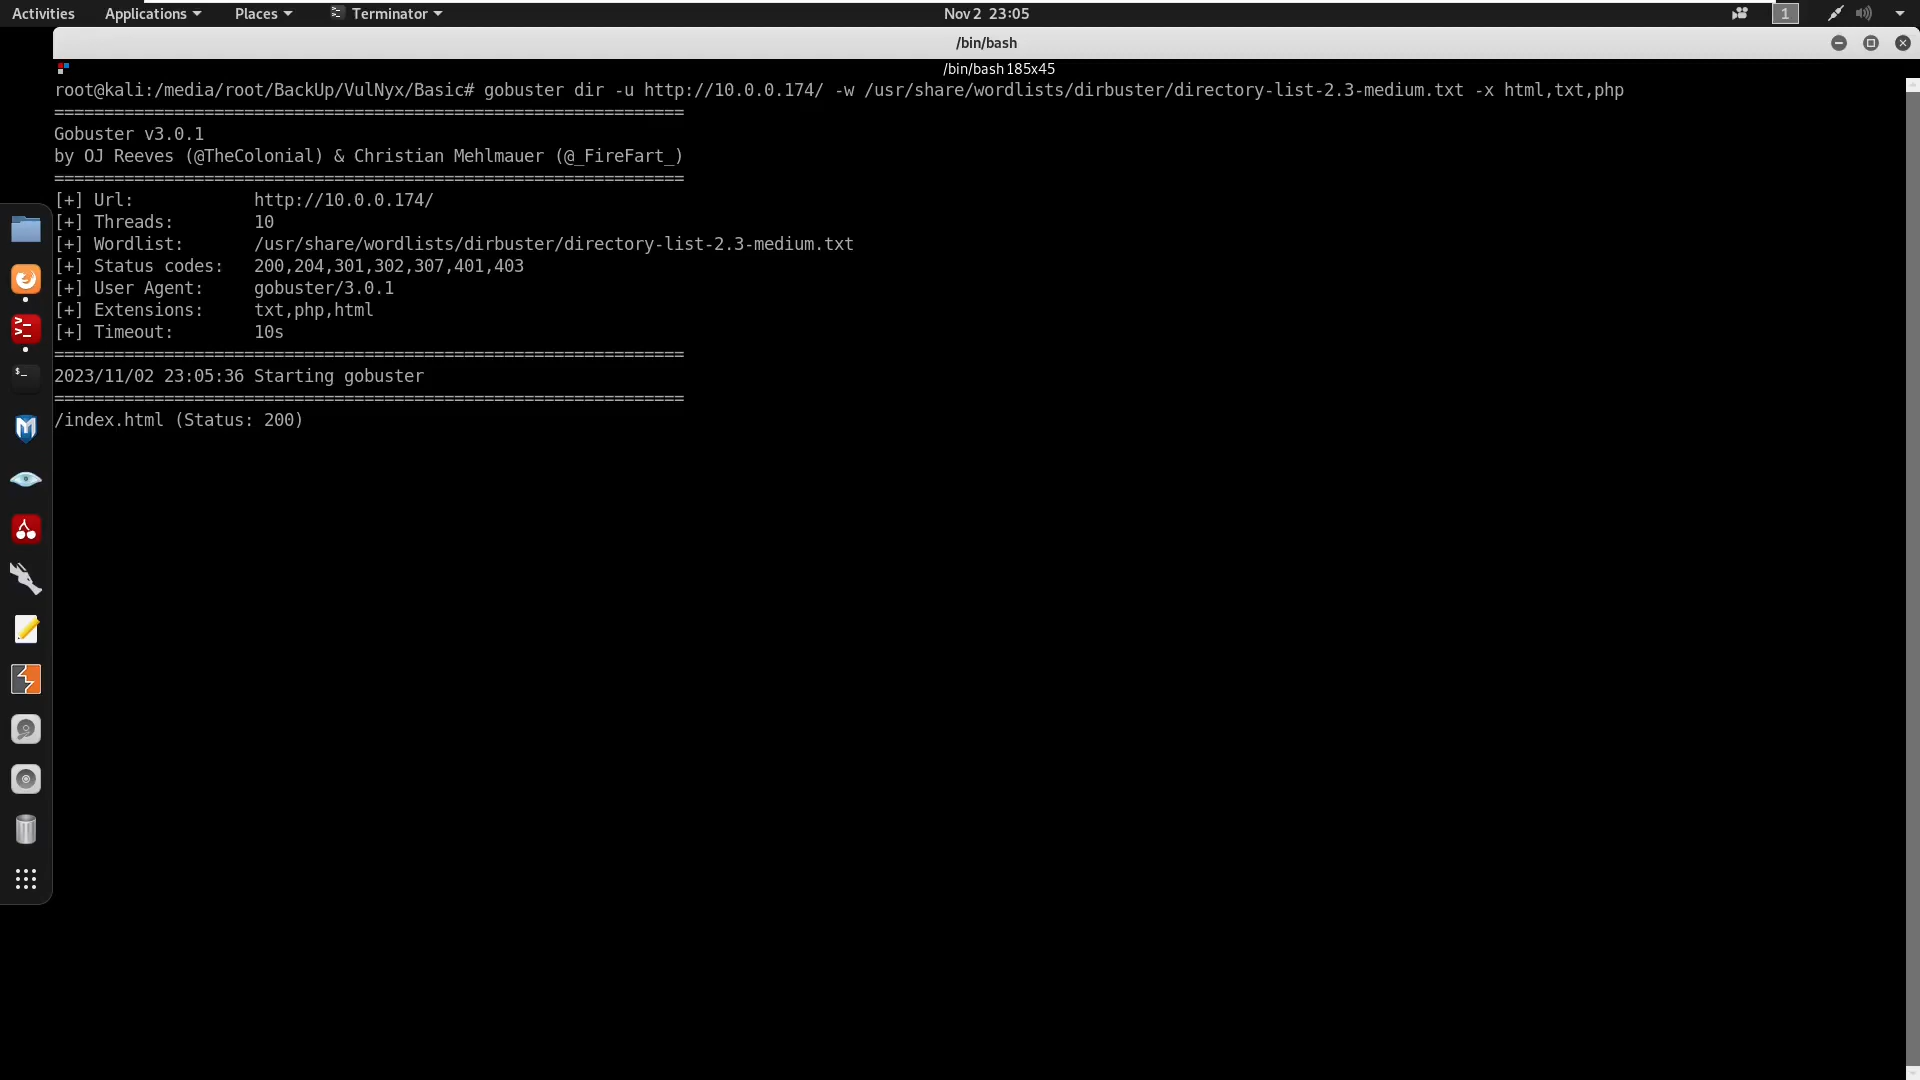 Activities Applications Places Terminator Nov 2 23:05 1
/bin/bash
/bin/bash 185x45
root@kali:/media/root/BackUp/VulNyx/Basic# gobuster dir -u http://10.0.0.174/ -w /usr/share/wordlists/dirbuster/directory-list-2.3-medium.txt -x html,txt,php
===============================================================
Gobuster v3.0.1
by OJ Reeves (@TheColonial) & Christian Mehlmauer (@_FireFart_)
===============================================================
[+] Url:            http://10.0.0.174/
[+] Threads:        10
[+] Wordlist:       /usr/share/wordlists/dirbuster/directory-list-2.3-medium.txt
[+] Status codes:   200,204,301,302,307,401,403
[+] User Agent:     gobuster/3.0.1
[+] Extensions:     txt,php,html
[+] Timeout:        10s
===============================================================
2023/11/02 23:05:36 Starting gobuster
===============================================================
/index.html (Status: 200)